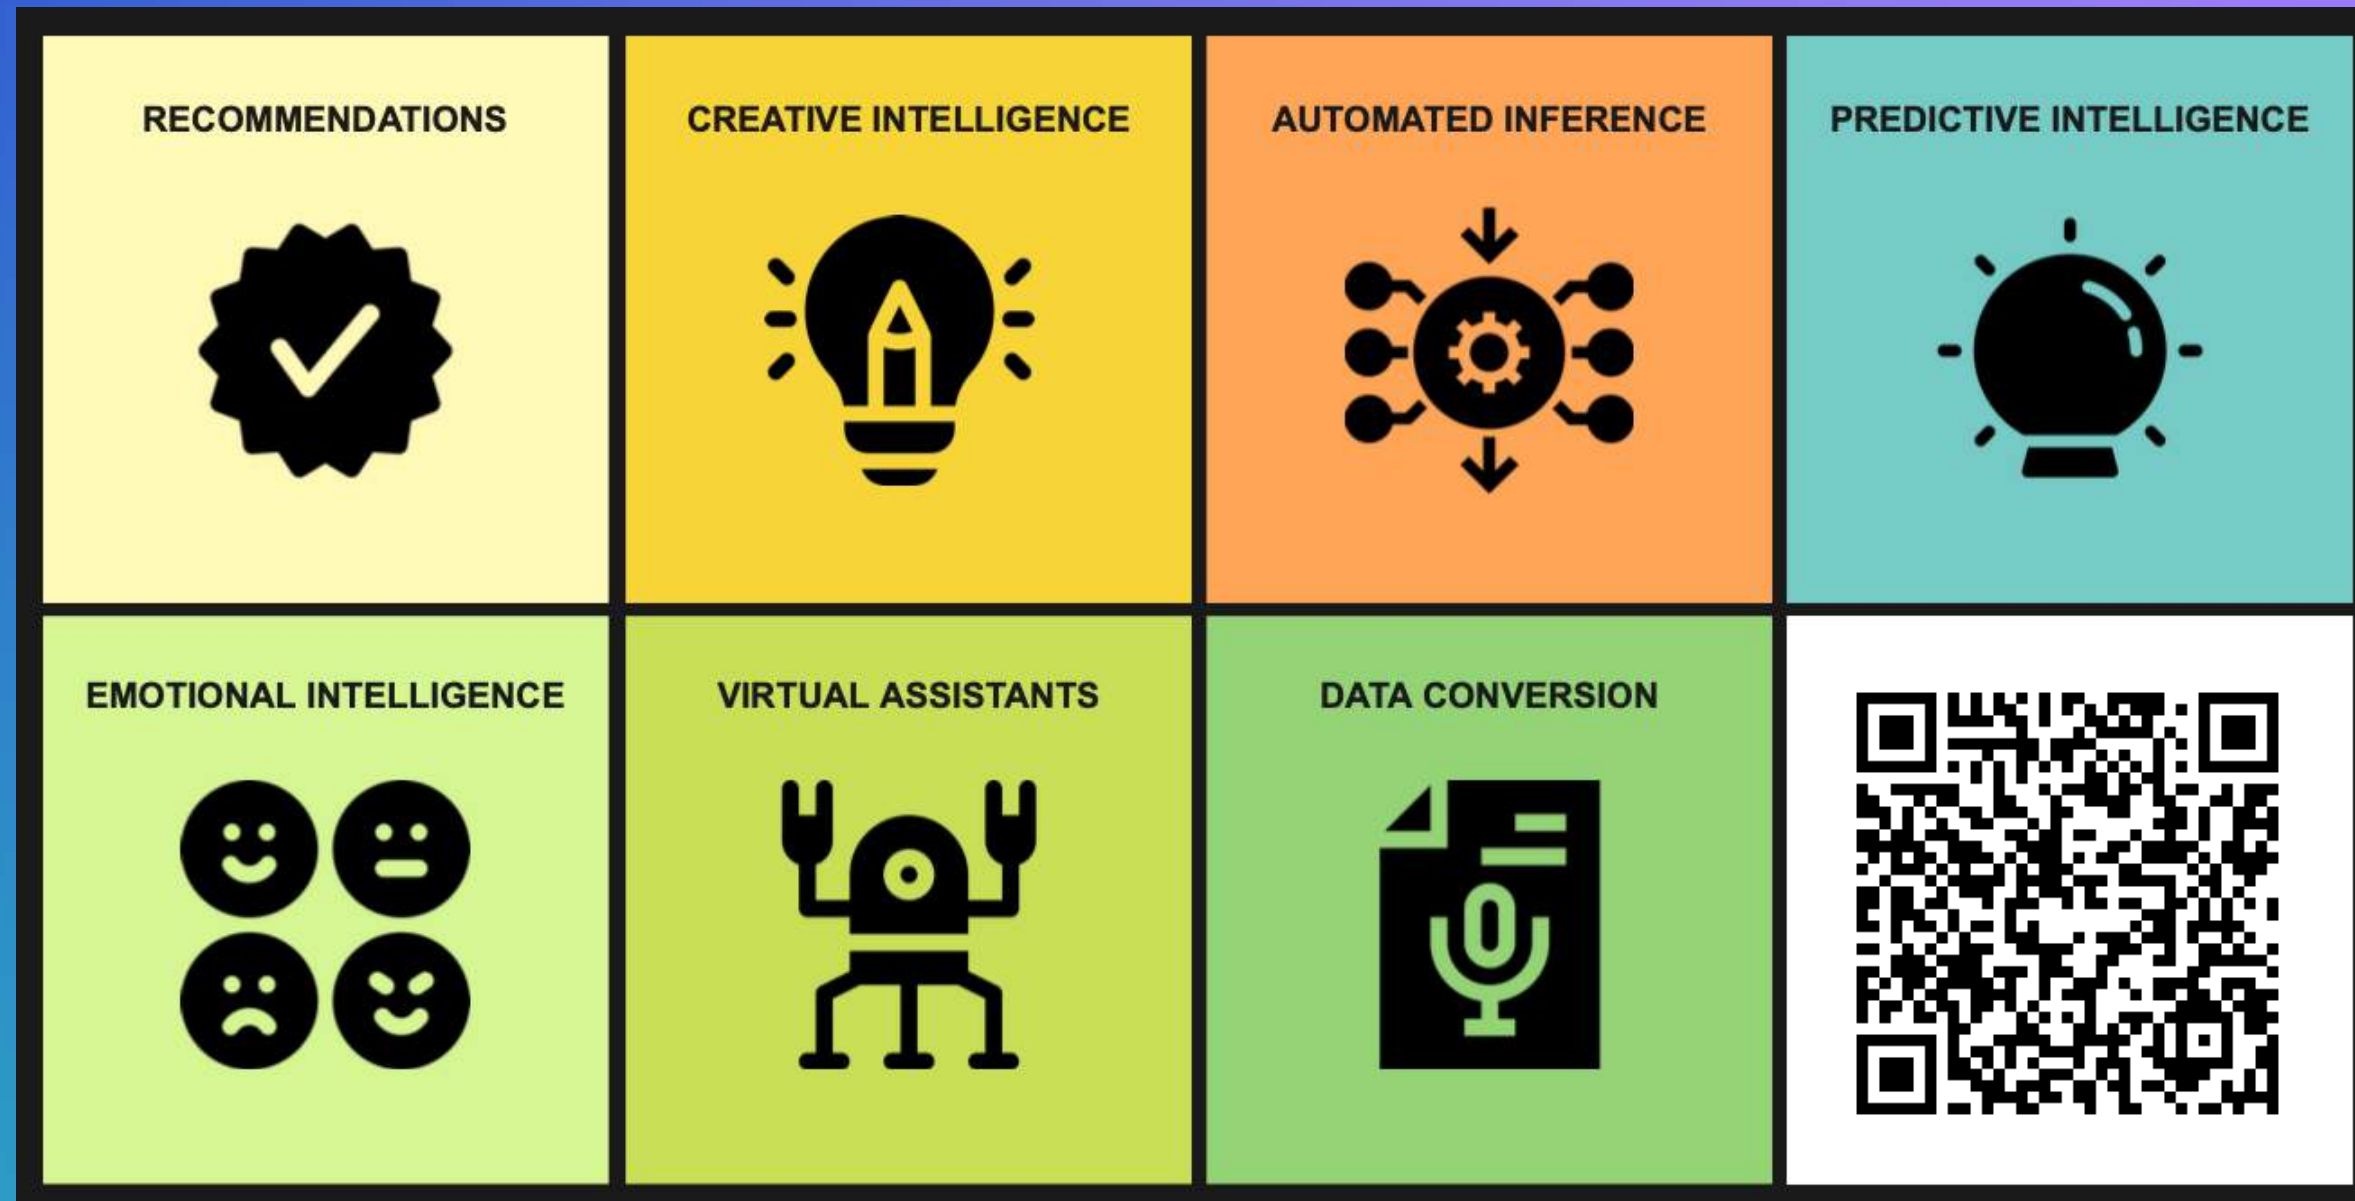 RECOMMENDATIONS
CREATIVE INTELLIGENCE
AUTOMATED INFERENCE
PREDICTIVE INTELLIGENCE
EMOTIONAL INTELLIGENCE
VIRTUAL ASSISTANTS
DATA CONVERSION